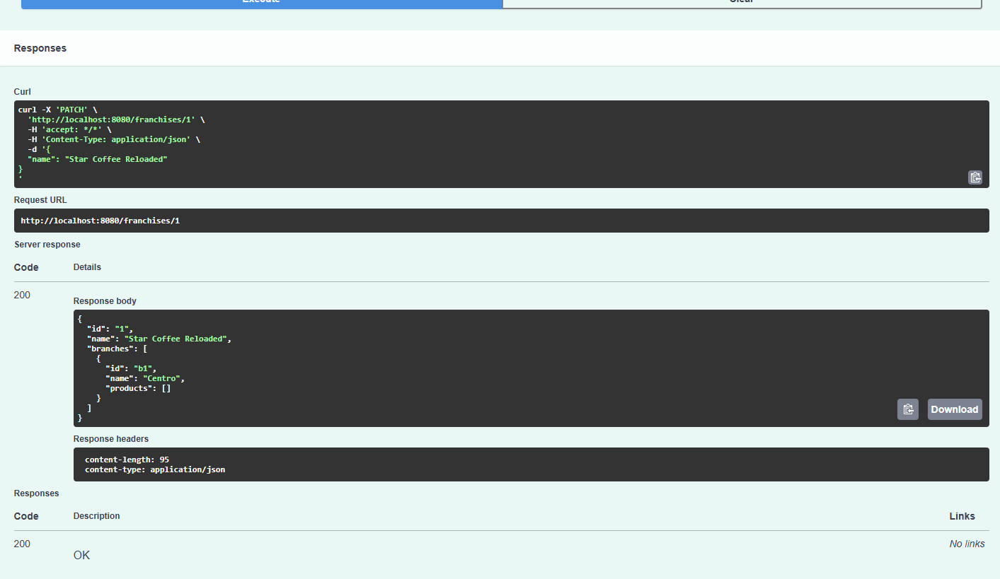 Execute
Clear
Responses
Curl
curl -X 'PATCH' \
  'http://localhost:8080/franchises/1' \
  -H 'accept: */*' \
  -H 'Content-Type: application/json' \
  -d '{
  "name": "Star Coffee Reloaded"
}
'
Request URL
http://localhost:8080/franchises/1
Server response
Code Details
200
Response body
{
  "id": "1",
  "name": "Star Coffee Reloaded",
  "branches": [
    {
      "id": "b1",
      "name": "Centro",
      "products": []
    }
  ]
}
Download
Response headers
content-length: 95
content-type: application/json
Responses
Code Description Links
200 No links
OK